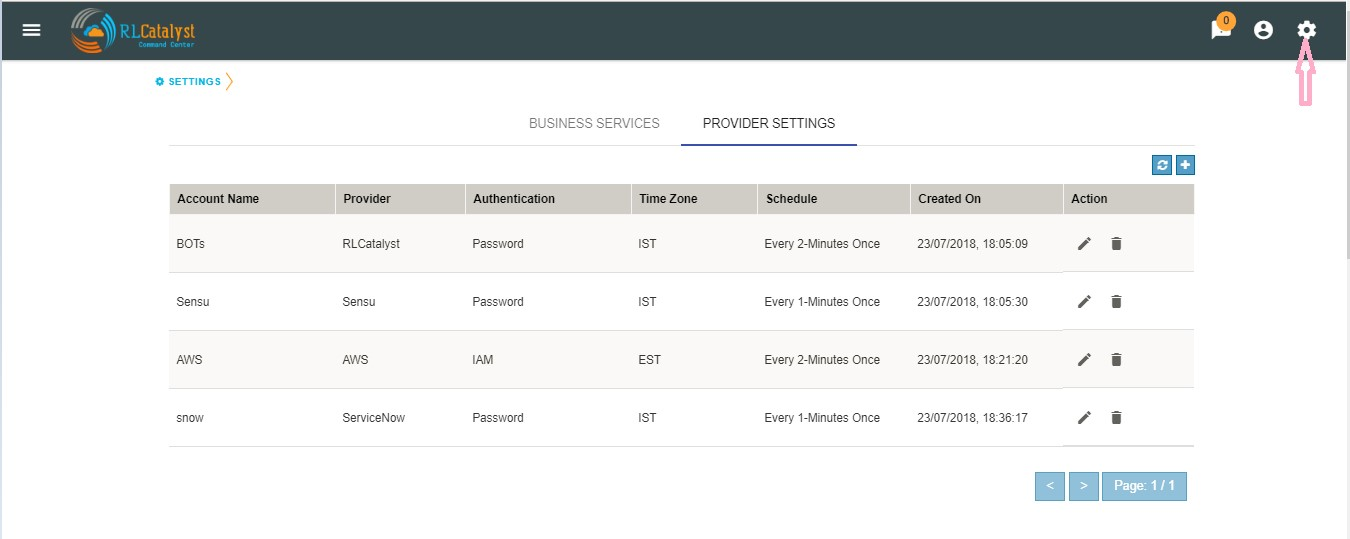 RLCatalyst
Command Center
0
SETTINGS
BUSINESS SERVICES PROVIDER SETTINGS
Account Name Provider Authentication Time Zone Schedule Created On Action
BOTs RLCatalyst Password IST Every 2-Minutes Once 23/07/2018, 18:05:09
Sensu Sensu Password IST Every 1-Minutes Once 23/07/2018, 18:05:30
AWS AWS IAM EST Every 2-Minutes Once 23/07/2018, 18:21:20
snow ServiceNow Password IST Every 1-Minutes Once 23/07/2018, 18:36:17
< > Page: 1 / 1